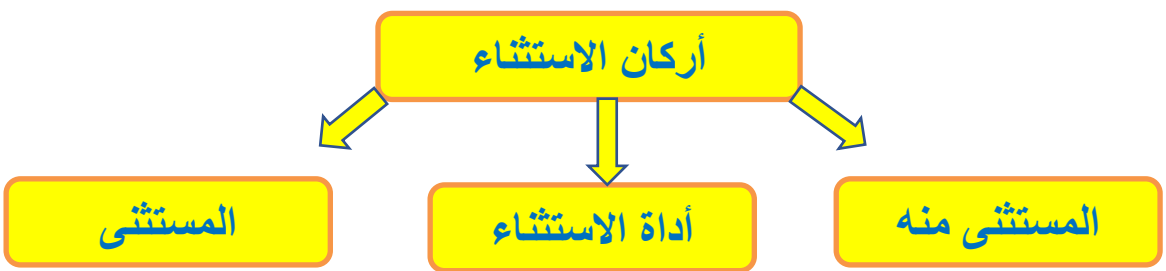 أركان الاستثناء
المستثنى منه
أداة الاستثناء
المستثنى